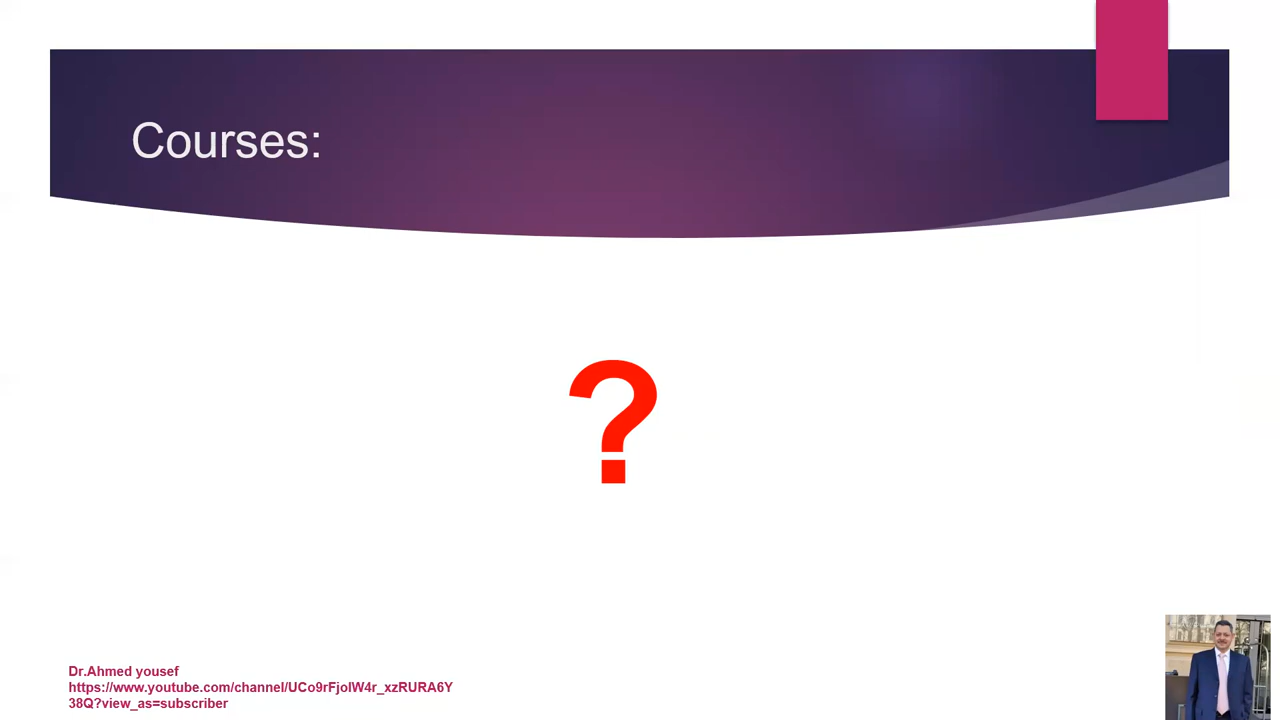 Courses:
?
Dr.Ahmed yousef
https://www.youtube.com/channel/UCo9rFjoIW4r_xzRURA6Y
38Q?view_as=subscriber